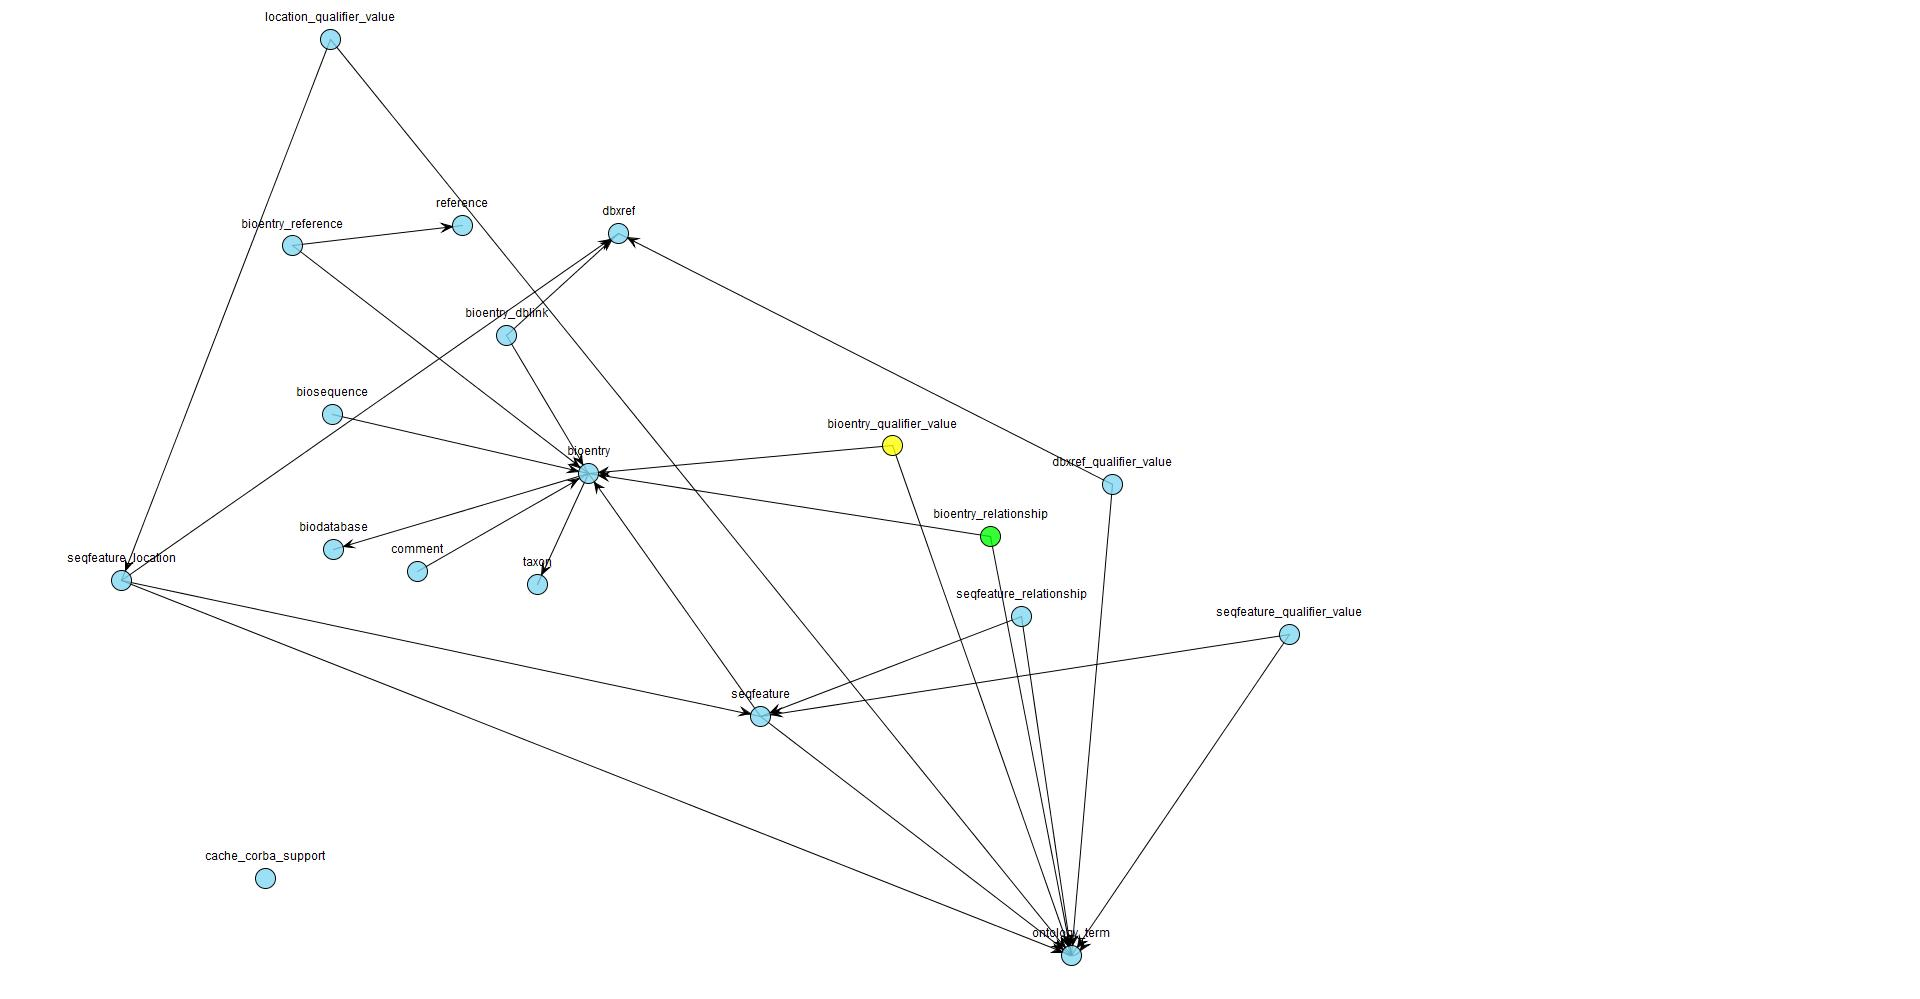 location_qualifier_value
reference
dbxref
bioentry_reference
bioentry_dblink
biosequence
bioentry_qualifier_value
bioentry
dbxref_qualifier_value
bioentry_relationship
biodatabase
comment
seqfeature_location
taxon
seqfeature_relationship
seqfeature_qualifier_value
seqfeature
cache_corba_support
ontology_term